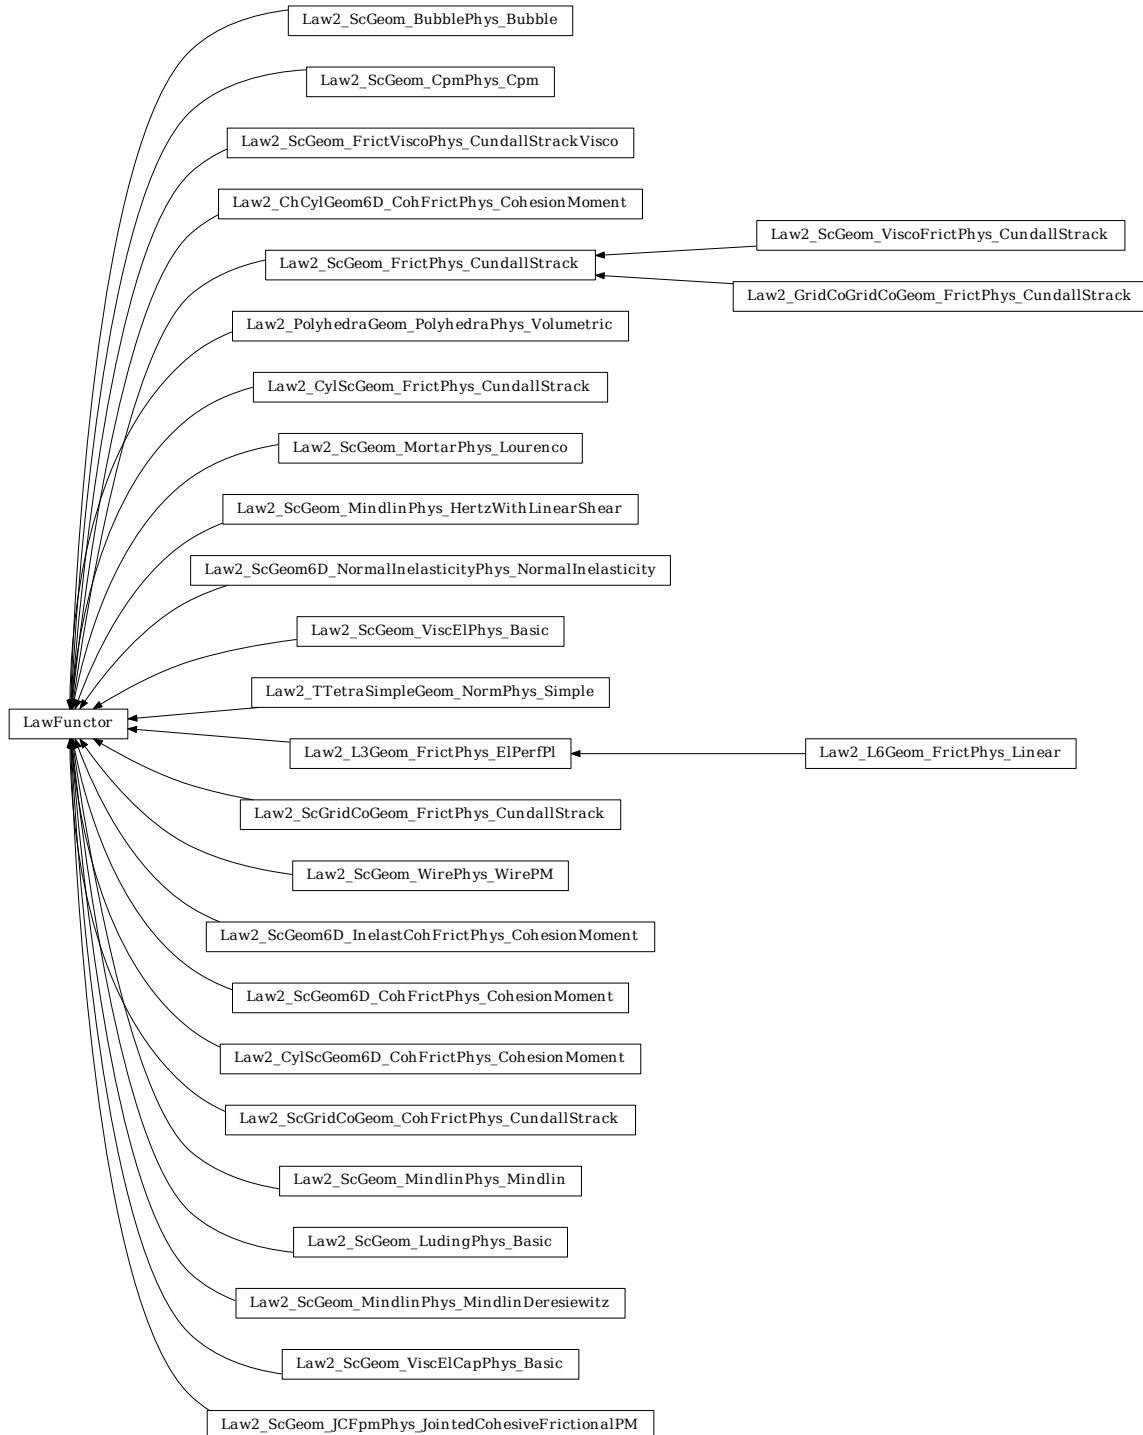 Law2_ScGeom_BubblePhys_Bubble
Law2_ScGeom_CpmPhys_Cpm
Law2_ScGeom_FrictViscoPhys_CundallStrackVisco
Law2_ChCylGeom6D_CohFrictPhys_CohesionMoment
Law2_ScGeom_ViscoFrictPhys_CundallStrack
Law2_ScGeom_FrictPhys_CundallStrack
Law2_GridCoGridCoGeom_FrictPhys_CundallStrack
Law2_PolyhedraGeom_PolyhedraPhys_Volumetric
Law2_CylScGeom_FrictPhys_CundallStrack
Law2_ScGeom_MortarPhys_Lourenco
Law2_ScGeom_MindlinPhys_HertzWithLinearShear
Law2_ScGeom6D_NormalInelasticityPhys_NormalInelasticity
Law2_ScGeom_ViscElPhys_Basic
Law2_TTetraSimpleGeom_NormPhys_Simple
LawFunctor
Law2_L3Geom_FrictPhys_ElPerfPl
Law2_L6Geom_FrictPhys_Linear
Law2_ScGridCoGeom_FrictPhys_CundallStrack
Law2_ScGeom_WirePhys_WirePM
Law2_ScGeom6D_InelastCohFrictPhys_CohesionMoment
Law2_ScGeom6D_CohFrictPhys_CohesionMoment
Law2_CylScGeom6D_CohFrictPhys_CohesionMoment
Law2_ScGridCoGeom_CohFrictPhys_CundallStrack
Law2_ScGeom_MindlinPhys_Mindlin
Law2_ScGeom_LudingPhys_Basic
Law2_ScGeom_MindlinPhys_MindlinDeresiewitz
Law2_ScGeom_ViscElCapPhys_Basic
Law2_ScGeom_JCFpmPhys_JointedCohesiveFrictionalPM